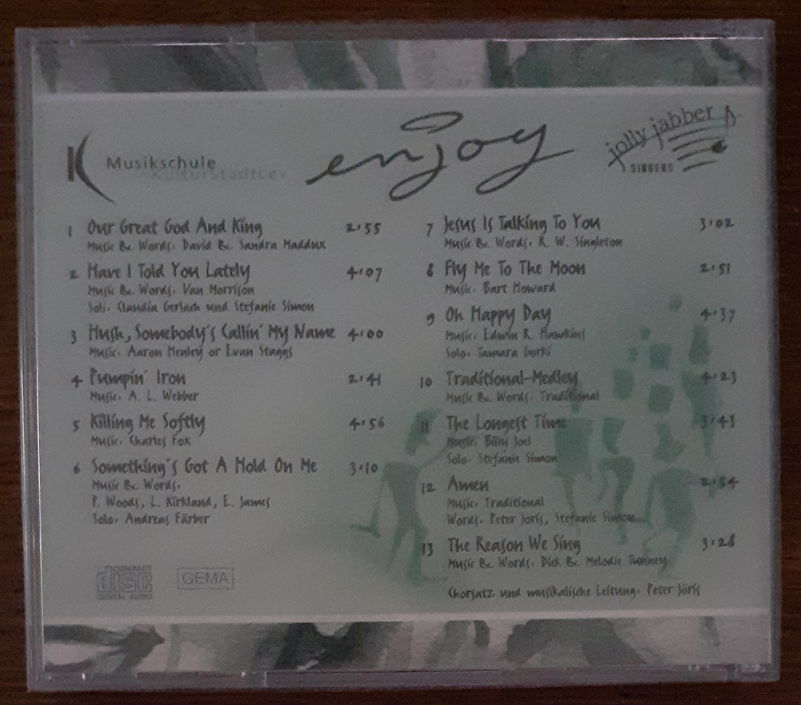 Musikschule
KulturStadtLev
enjoy
jolly jabber
SINGERS
1 Our Great God And King 2:55
Music & Words: David & Sandra Maddux
2 Have I Told You Lately 4:07
Music & Words: Van Morrison
Soli: Claudia Gerlach und Stefanie Simon
3 Hush, Somebody's Callin' My Name 4:00
Music: Aaron Henley or Evan Staggs
4 Pumpin' Iron 2:41
Music: A. L. Webber
5 Killing Me Softly 4:56
Music: Charles Fox
6 Something's Got A Hold On Me 3:10
Music & Words:
P. Woods, L. Kirkland, E. James
Solo: Andreas Färber
COMPACT
disc
DIGITAL AUDIO
GEMA
7 Jesus Is Talking To You 3:02
Music & Words: R. W. Singleton
8 Fly Me To The Moon 2:51
Music: Bart Howard
9 Oh Happy Day 4:37
Music: Edwin R. Hawkins
Solo: Tamara Gorki
10 Traditional-Medley 4:23
Music & Words: Traditional
11 The Longest Time 3:43
Music: Billy Joel
Solo: Stefanie Simon
12 Amen 2:54
Music: Traditional
Words: Peter Jöris, Stefanie Simon
13 The Reason We Sing 3:28
Music & Words: Dick & Melodie Tunney
Chorsatz und musikalische Leitung: Peter Jöris